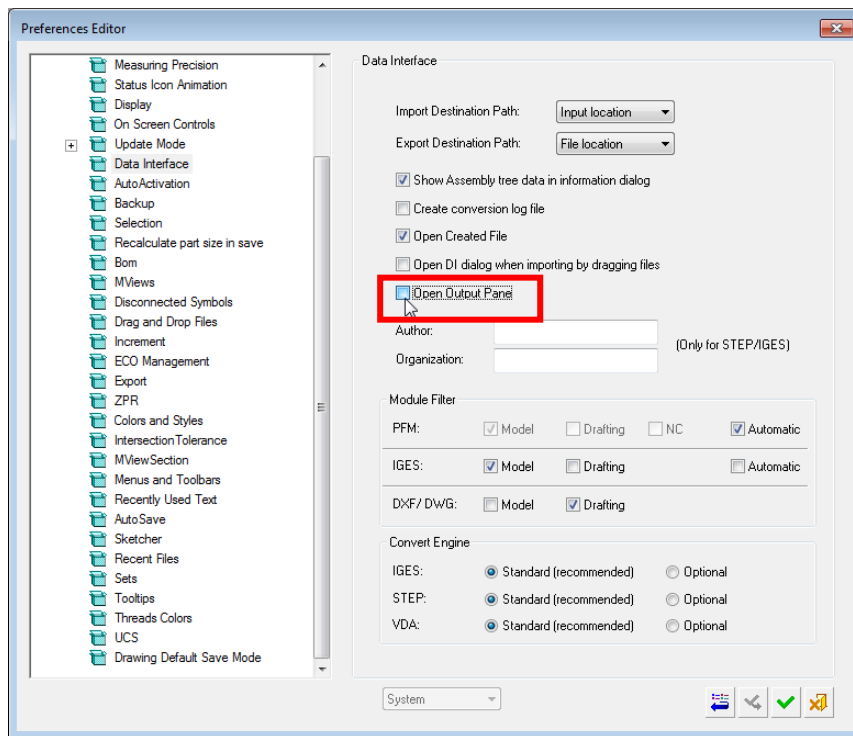 Preferences Editor
Measuring Precision
Status Icon Animation
Display
On Screen Controls
Update Mode
Data Interface
AutoActivation
Backup
Selection
Recalculate part size in save
Bom
MViews
Disconnected Symbols
Drag and Drop Files
Increment
ECO Management
Export
ZPR
Colors and Styles
IntersectionTolerance
MViewSection
Menus and Toolbars
Recently Used Text
AutoSave
Sketcher
Recent Files
Sets
Tooltips
Threads Colors
UCS
Drawing Default Save Mode
Data Interface
Import Destination Path: Input location
Export Destination Path: File location
Show Assembly tree data in information dialog
Create conversion log file
Open Created File
Open DI dialog when importing by dragging files
Open Output Pane
Author:
(Only for STEP/IGES)
Organization:
Module Filter
PFM: Model Drafting NC Automatic
IGES: Model Drafting Automatic
DXF/DWG: Model Drafting
Convert Engine
IGES: Standard (recommended) Optional
STEP: Standard (recommended) Optional
VDA: Standard (recommended) Optional
System